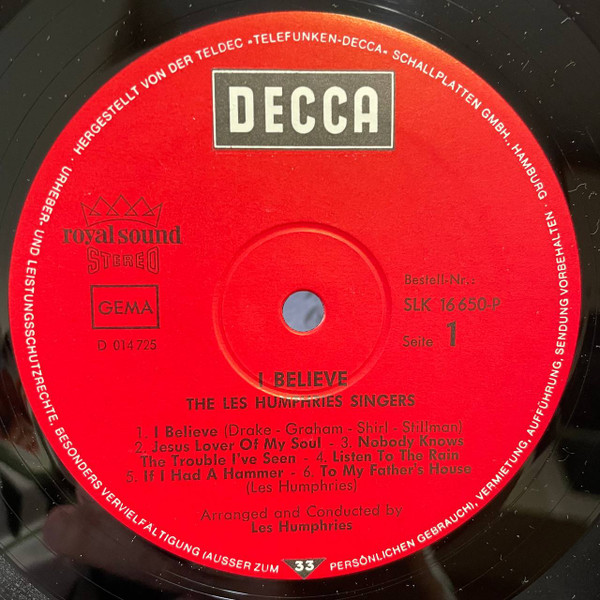 URHEBER- UND LEISTUNGSSCHUTZRECHTE, BESONDERS VERVIELFALTIGUNG (AUSSER ZUM PERSÖNLICHEN GEBRAUCH), VERMIETUNG, AUFFÜHRUNG, SENDUNG VORBEHALTEN ·
HERGESTELLT VON DER TELDEC »TELEFUNKEN-DECCA« SCHALLPLATTEN GMBH., HAMBURG ·
DECCA
royal sound
STEREO
GEMA
D 014 725
Bestell-Nr.:
SLK 16 650-P
Seite 1
I BELIEVE
THE LES HUMPHRIES SINGERS
1. I Believe (Drake - Graham - Shirl - Stillman)
2. Jesus Lover Of My Soul - 3. Nobody Knows
The Trouble I've Seen - 4. Listen To The Rain
5. If I Had A Hammer - 6. To My Father's House
(Les Humphries)
Arranged and Conducted by
Les Humphries
33